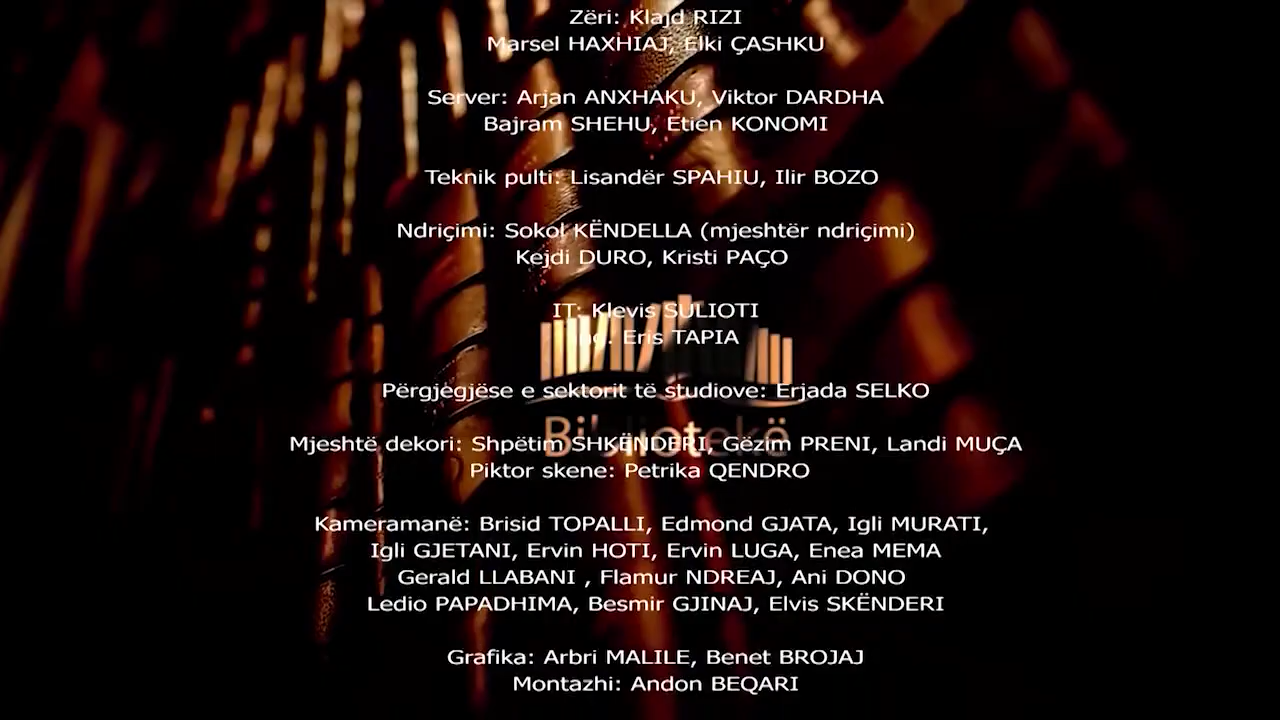 Zëri: Klajd RIZI
Marsel HAXHIAJ, Elki ÇASHKU
Server: Arjan ANXHAKU, Viktor DARDHA
Bajram SHEHU, Etien KONOMI
Teknik pulti: Lisandër SPAHIU, Ilir BOZO
Ndriçimi: Sokol KËNDELLA (mjeshtër ndriçimi)
Kejdi DURO, Kristi PAÇO
IT: Klevis SULIOTI
Eris TAPIA
Përgjegjëse e sektorit të studiove: Erjada SELKO
Mjeshtë dekori: Shpëtim SHKËNDERI, Gëzim PRENI, Landi MUÇA
Bibliotekë
Piktor skene: Petrika QENDRO
Kameramanë: Brisid TOPALLI, Edmond GJATA, Igli MURATI,
Igli GJETANI, Ervin HOTI, Ervin LUGA, Enea MEMA
Gerald LLABANI , Flamur NDREAJ, Ani DONO
Ledio PAPADHIMA, Besmir GJINAJ, Elvis SKËNDERI
Grafika: Arbri MALILE, Benet BROJAJ
Montazhi: Andon BEQARI